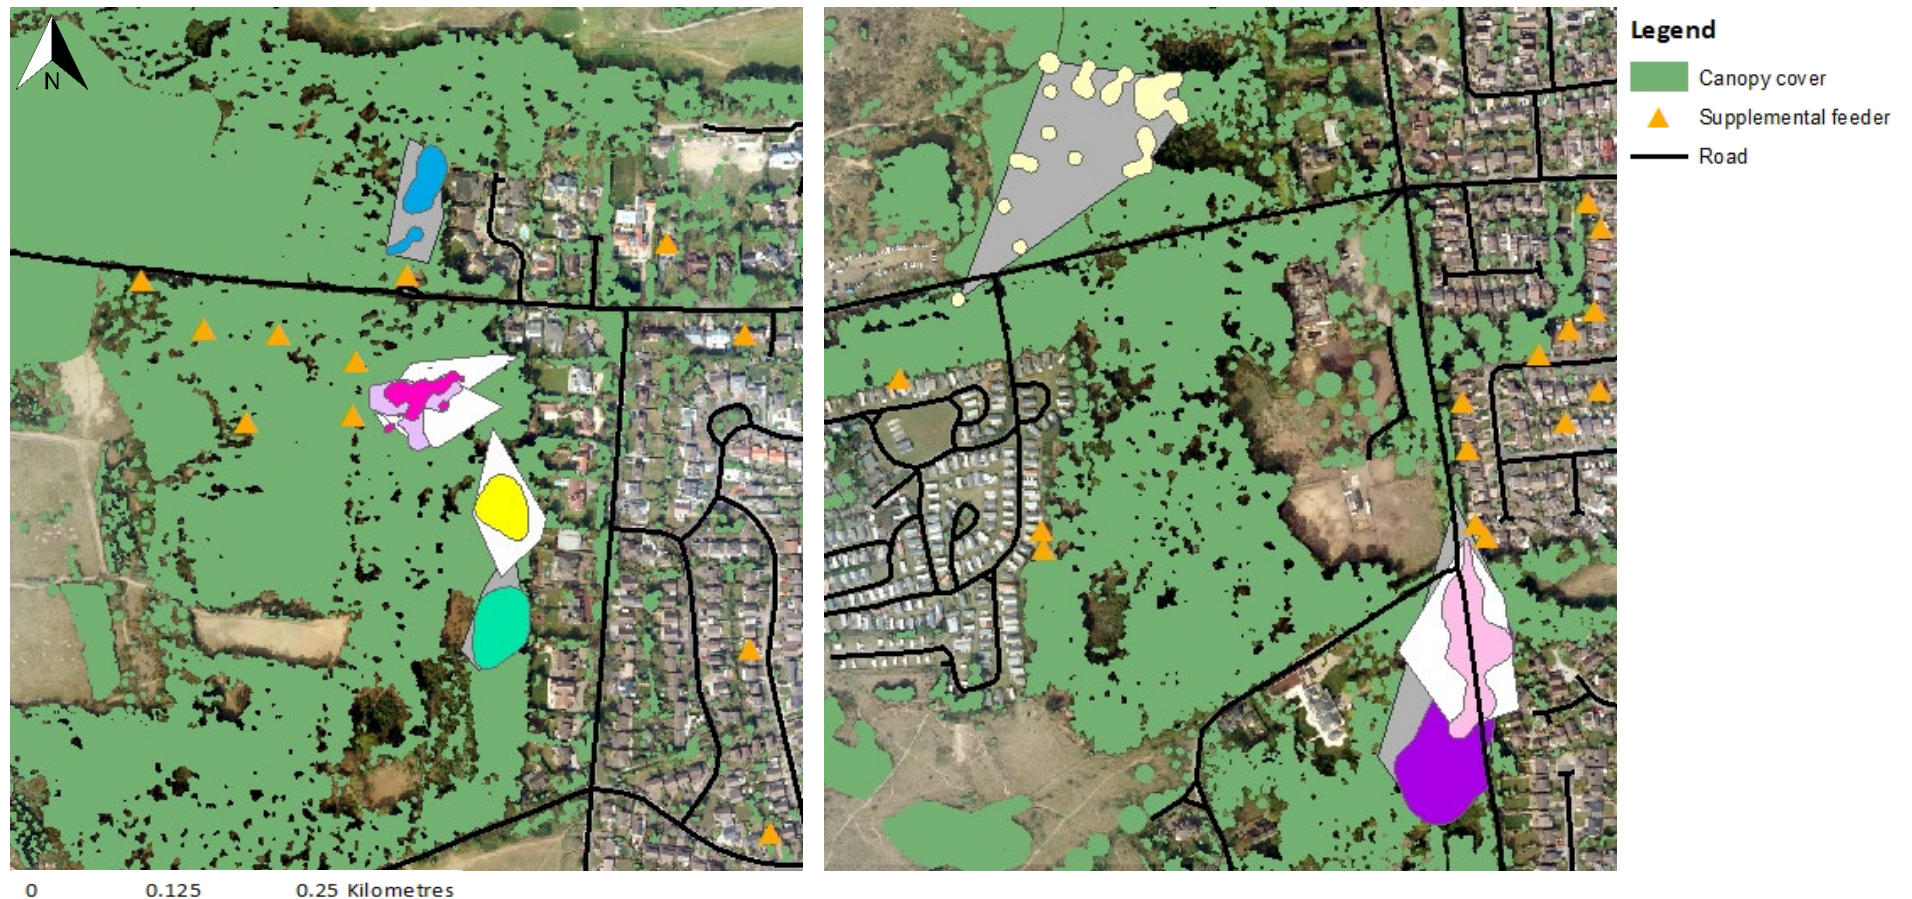 N
Legend
Canopy cover
Supplemental feeder
Road
0 0.125 0.25 Kilometres